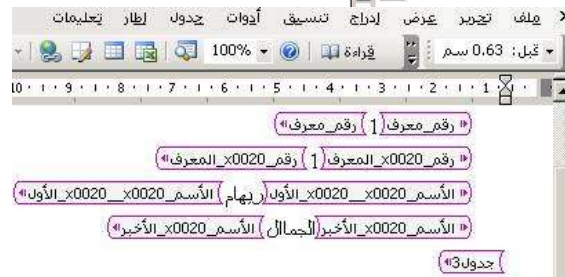 ملف تحرير عرض إدراج تنسيق أدوات جدول إطار تعليمات
قبل: 0.63 سم قراءة 100%
10 · 9 · 8 · 7 · 6 · 5 · 4 · 3 · 2 · 1
رقم_معرف(1)رقم_معرف
رقم_x0020_المعرف(1)رقم_x0020_المعرف
الأسم_x0020__x0020_الأول(ريهام)الأسم_x0020__x0020_الأول
الأسم_x0020_الأخير(الجماال)الأسم_x0020_الأخير
جدول3